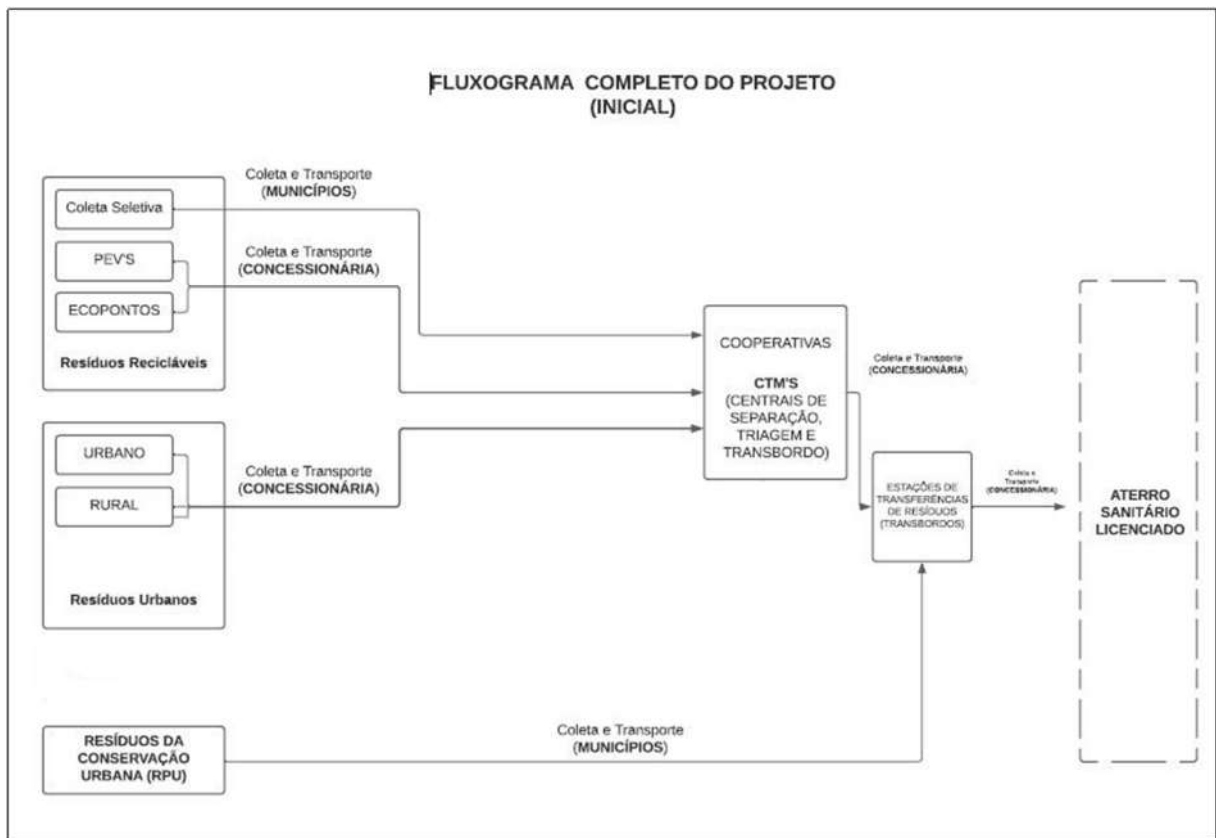 FLUXOGRAMA COMPLETO DO PROJETO
(INICIAL)
Coleta e Transporte
(MUNICÍPIOS)
Coleta Seletiva
PEV'S
ECOPONTOS
Resíduos Recicláveis
Coleta e Transporte
(CONCESSIONÁRIA)
URBANO
RURAL
Resíduos Urbanos
Coleta e Transporte
(CONCESSIONÁRIA)
COOPERATIVAS
CTM'S
(CENTRAIS DE
SEPARAÇÃO,
TRIAGEM E
TRANSBORDO)
Coleta e Transporte
(CONCESSIONÁRIA)
ESTAÇÕES DE
TRANSFERÊNCIAS
DE RESÍDUOS
(TRANSBORDOS)
Coleta e
Transporte
(CONCESSIONÁRIA)
ATERRO
SANITÁRIO
LICENCIADO
RESÍDUOS DA
CONSERVAÇÃO
URBANA (RPU)
Coleta e Transporte
(MUNICÍPIOS)